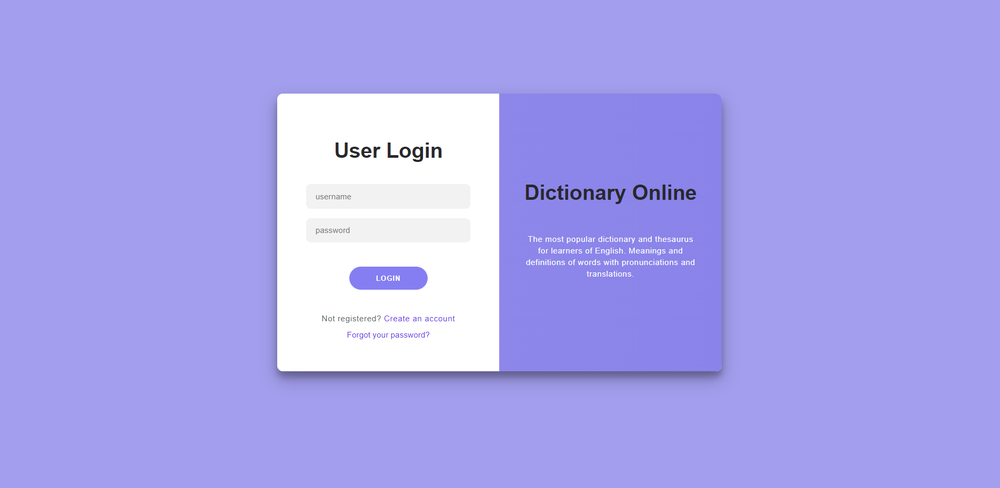 User Login
username
password
LOGIN
Not registered? Create an account
Forgot your password?
Dictionary Online
The most popular dictionary and thesaurus
for learners of English. Meanings and
definitions of words with pronunciations and
translations.